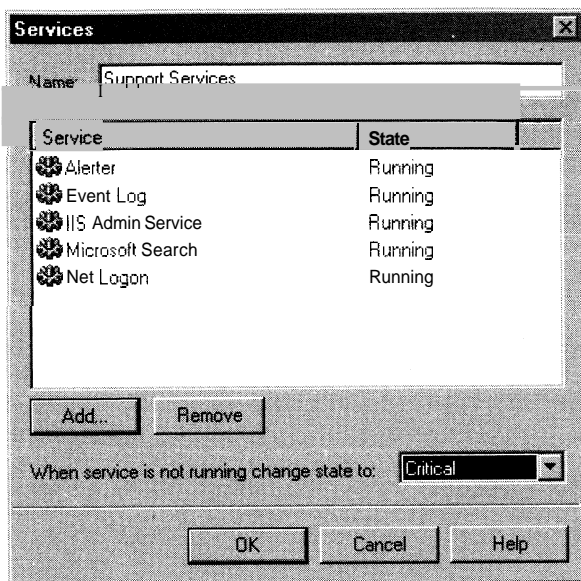 Services
Name: Support Services
Service State
Alerter Running
Event Log Running
IIS Admin Service Running
Microsoft Search Running
Net Logon Running
Add... Remove
When service is not running change state to: Critical
OK Cancel Help